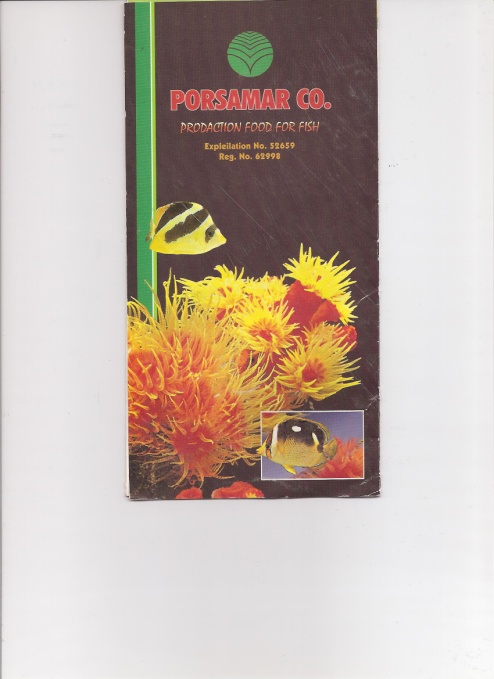 PORSAMAR CO.
PRODACTION FOOD FOR FISH
Expleilation No. 52659
Reg. No. 62998